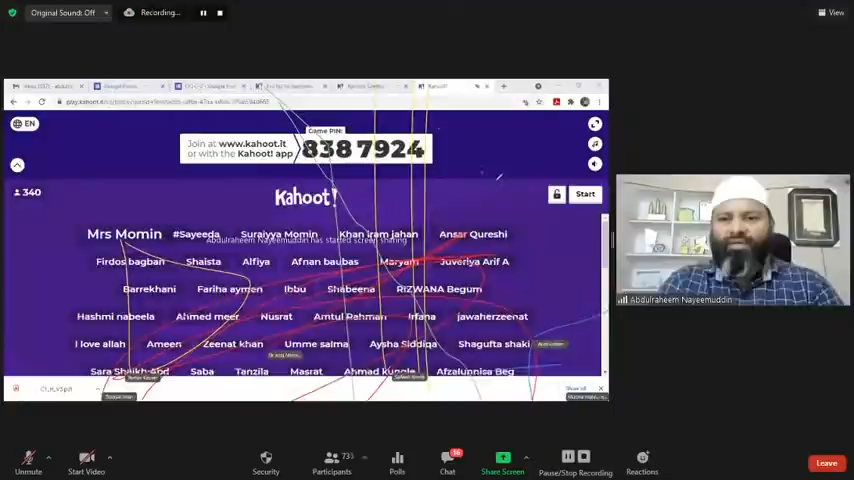 Original Sound: Off
Recording...
View
EN
Game PIN:
Join at www.kahoot.it
or with the Kahoot! app
838 7924
340
Kahoot!
Start
Mrs Momin #Sayeeda Suraiyya Momin Khan iram jahan Ansar Qureshi
Abdulraheem Nayeemuddin has started screen sharing
Firdos bagban Shaista Alfiya Afnan baubas Maryam Juveriya Arif A
Barrekhani Fariha aymen Ibbu Shabeena RIZWANA Begum
Hashmi nabeela Ahmed meer Nusrat Amtul Rahman Irfana jawaherzeenat
I love allah Ameen Zeenat khan Umme salma Aysha Siddiqa Shagufta shaki
Sara Shaikh Abd Saba Tanzila Masrat Ahmad kungle Afzalunnisa Beg
Show all
Abdulraheem Nayeemuddin
Unmute
Start Video
Security
Participants
733
Polls
Chat
16
Share Screen
Pause/Stop Recording
Reactions
Leave